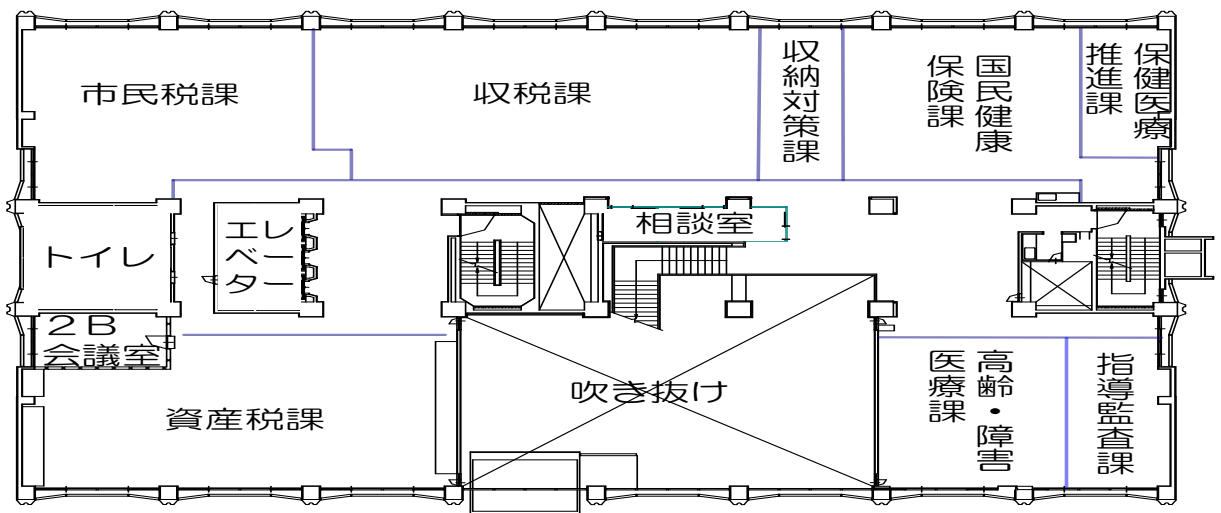 市民税課
収税課
収納対策課
国民健康
保険課
保健医療
推進課
トイレ
エレ
ベー
ター
相談室
2B
会議室
資産税課
吹き抜け
高齢・障害
医療課
指導監査課